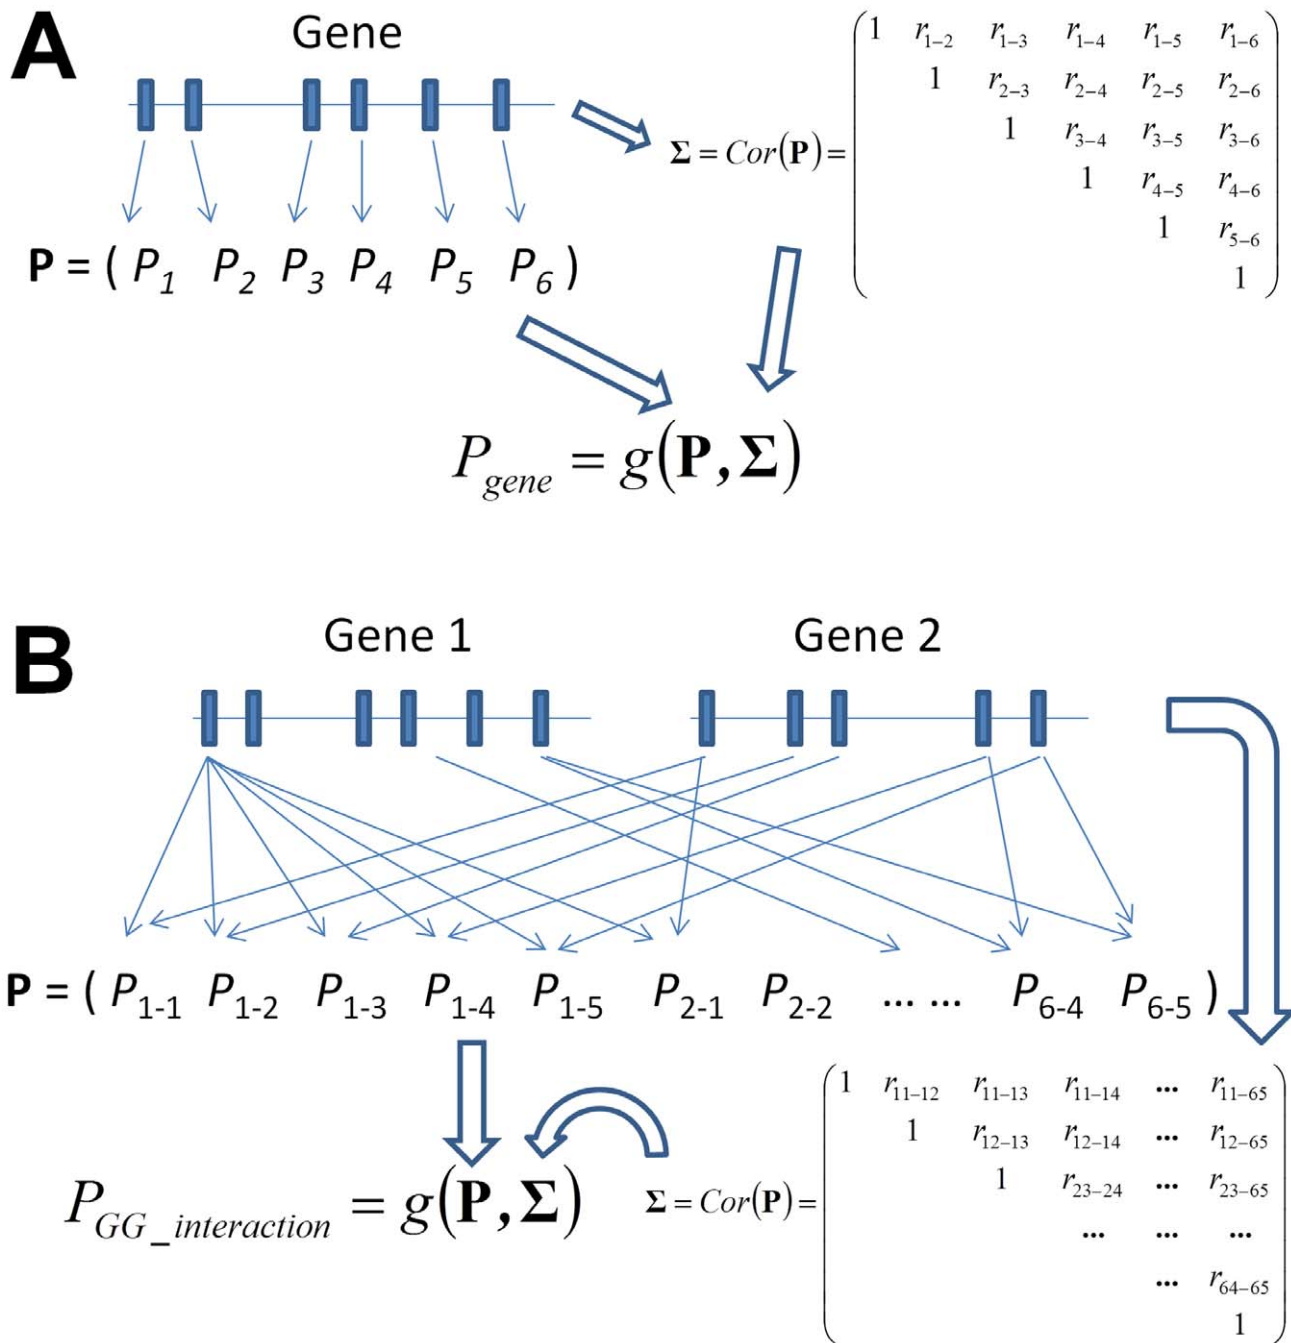 A
Gene
P = ( P1 P2 P3 P4 P5 P6 )
Σ = Cor(P) =
1 r1–2 r1–3 r1–4 r1–5 r1–6
1 r2–3 r2–4 r2–5 r2–6
1 r3–4 r3–5 r3–6
1 r4–5 r4–6
1 r5–6
1
Pgene = g(P, Σ)
B
Gene 1 Gene 2
P = ( P1-1 P1-2 P1-3 P1-4 P1-5 P2-1 P2-2 ... ... P6-4 P6-5 )
PGG_interaction = g(P, Σ)
Σ = Cor(P) =
1 r11–12 r11–13 r11–14 ... r11–65
1 r12–13 r12–14 ... r12–65
1 r23–24 ... r23–65
... ... ...
... r64–65
1